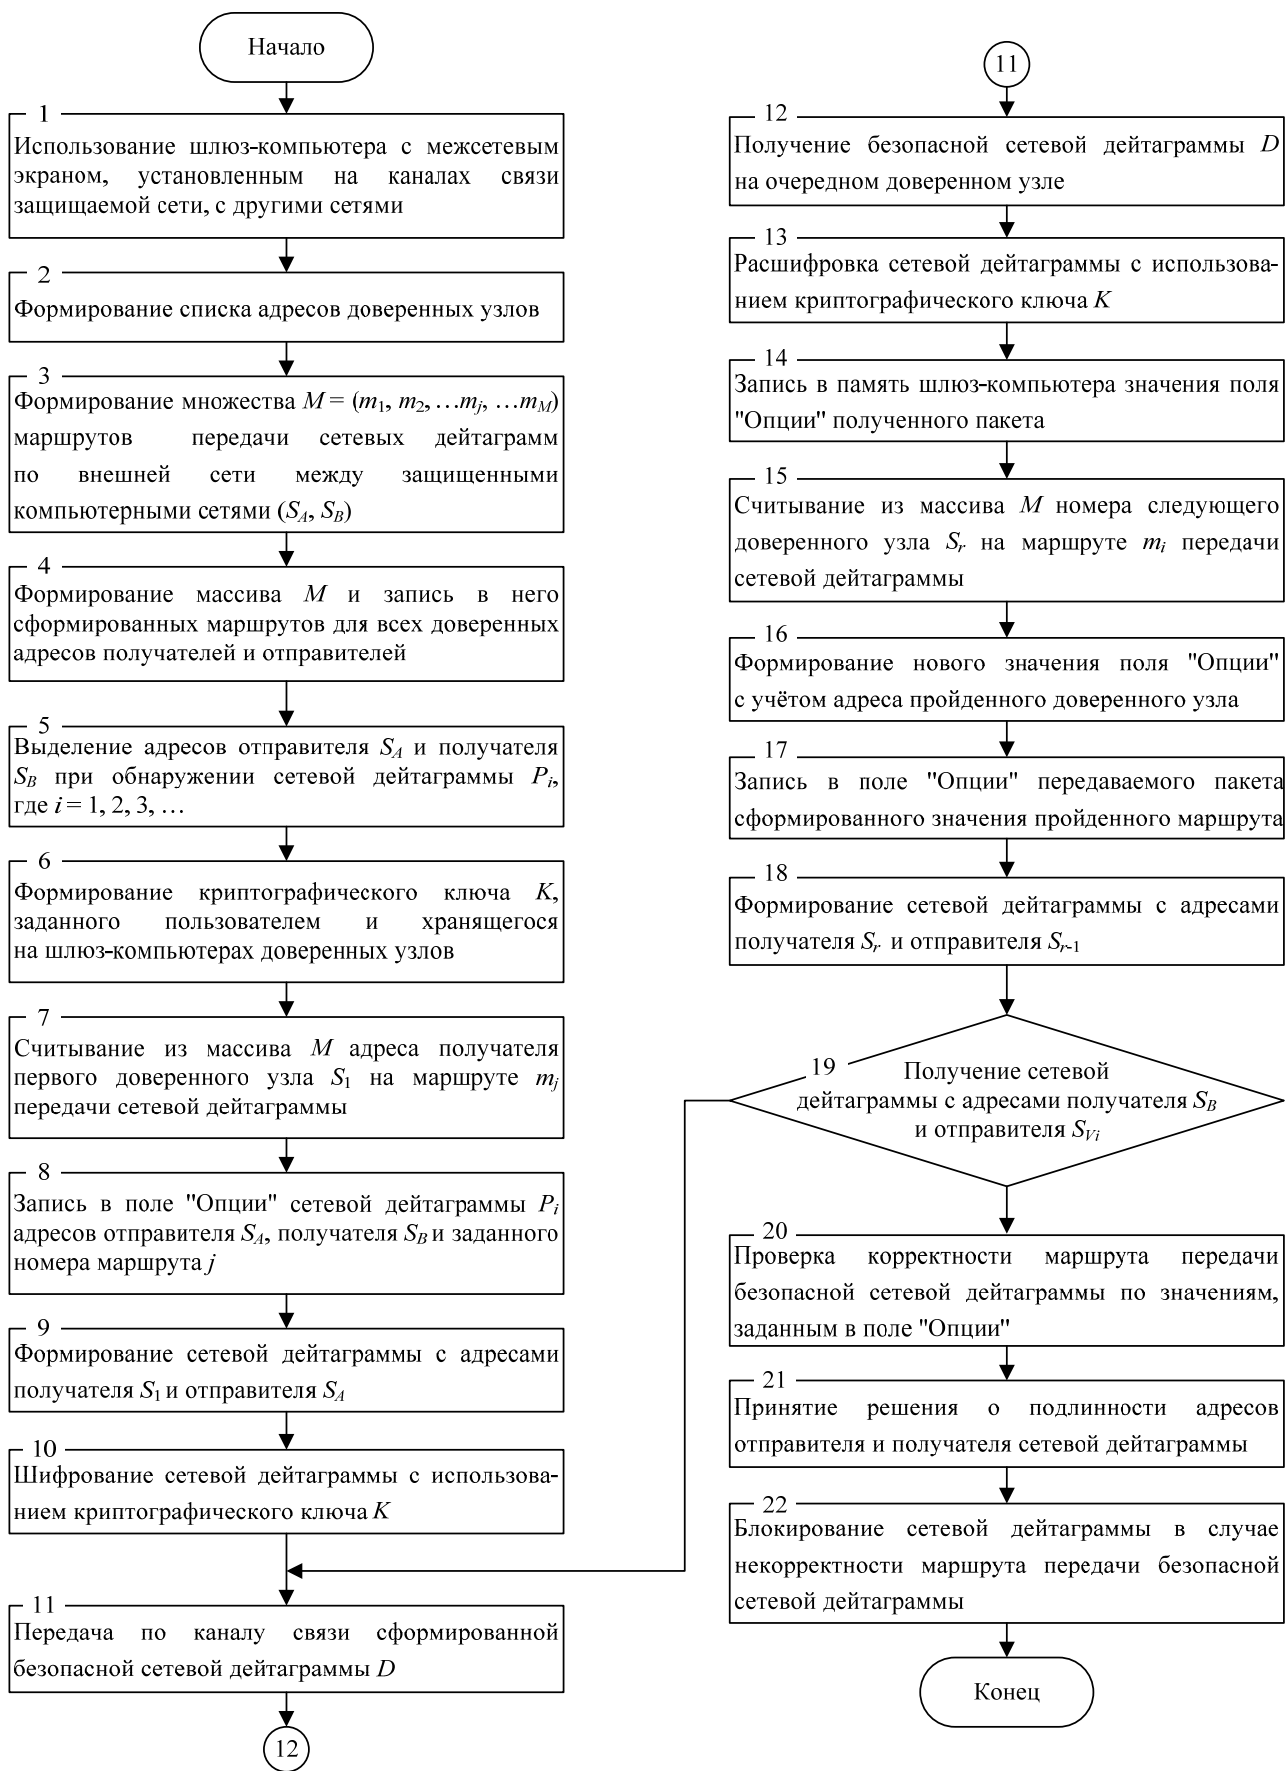 Начало
1
Использование шлюз-компьютера с межсетевым
экраном, установленным на каналах связи
защищаемой сети, с другими сетями
2
Формирование списка адресов доверенных узлов
3
Формирование множества M = (m1, m2, …mj, …mM)
маршрутов передачи сетевых дейтаграмм
по внешней сети между защищенными
компьютерными сетями (SA, SB)
4
Формирование массива M и запись в него
сформированных маршрутов для всех доверенных
адресов получателей и отправителей
5
Выделение адресов отправителя SA и получателя
SB при обнаружении сетевой дейтаграммы Pi,
где i = 1, 2, 3, …
6
Формирование криптографического ключа K,
заданного пользователем и хранящегося
на шлюз-компьютерах доверенных узлов
7
Считывание из массива M адреса получателя
первого доверенного узла S1 на маршруте mj
передачи сетевой дейтаграммы
8
Запись в поле "Опции" сетевой дейтаграммы Pi
адресов отправителя SA, получателя SB и заданного
номера маршрута j
9
Формирование сетевой дейтаграммы с адресами
получателя S1 и отправителя SA
10
Шифрование сетевой дейтаграммы с использова-
нием криптографического ключа K
11
Передача по каналу связи сформированной
безопасной сетевой дейтаграммы D
12
11
12
Получение безопасной сетевой дейтаграммы D
на очередном доверенном узле
13
Расшифровка сетевой дейтаграммы с использова-
нием криптографического ключа K
14
Запись в память шлюз-компьютера значения поля
"Опции" полученного пакета
15
Считывание из массива M номера следующего
доверенного узла Sr на маршруте mi передачи
сетевой дейтаграммы
16
Формирование нового значения поля "Опции"
с учётом адреса пройденного доверенного узла
17
Запись в поле "Опции" передаваемого пакета
сформированного значения пройденного маршрута
18
Формирование сетевой дейтаграммы с адресами
получателя Sr и отправителя Sr-1
19
Получение сетевой
дейтаграммы с адресами получателя SB
и отправителя SVi
20
Проверка корректности маршрута передачи
безопасной сетевой дейтаграммы по значениям,
заданным в поле "Опции"
21
Принятие решения о подлинности адресов
отправителя и получателя сетевой дейтаграммы
22
Блокирование сетевой дейтаграммы в случае
некорректности маршрута передачи безопасной
сетевой дейтаграммы
Конец